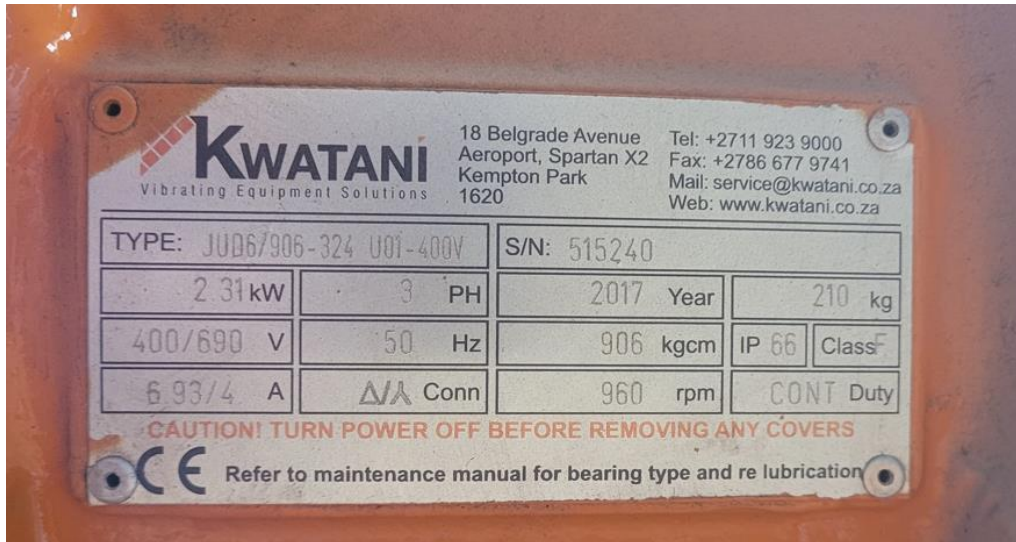 KWATANI
Vibrating Equipment Solutions
18 Belgrade Avenue
Aeroport, Spartan X2
Kempton Park
1620
Tel: +2711 923 9000
Fax: +2786 677 9741
Mail: service@kwatani.co.za
Web: www.kwatani.co.za
TYPE: JUD6/906-324 U01-400V
S/N: 515240
2.31 kW
3 PH
2017 Year
210 kg
400/690 V
50 Hz
906 kgcm
IP 66
Class F
6.93/4 A
Δ/⅄ Conn
960 rpm
CONT Duty
CAUTION! TURN POWER OFF BEFORE REMOVING ANY COVERS
CE Refer to maintenance manual for bearing type and re lubrication